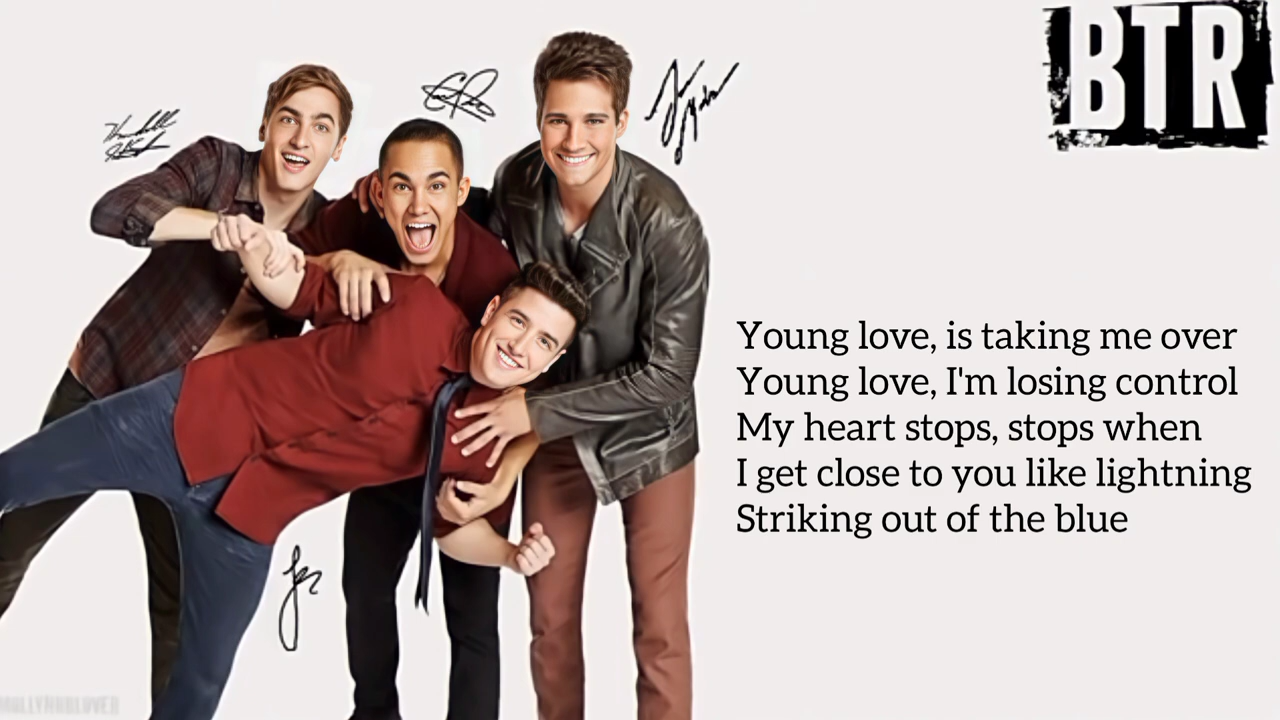 BTR
Young love, is taking me over
Young love, I'm losing control
My heart stops, stops when
I get close to you like lightning
Striking out of the blue